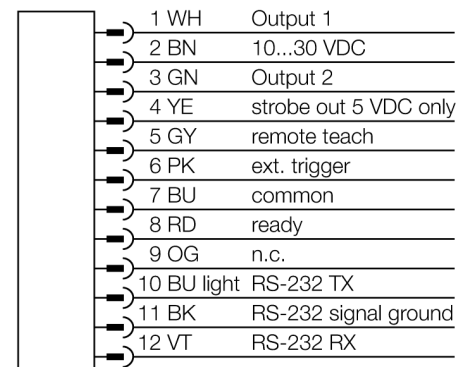 1 WH Output 1
2 BN 10...30 VDC
3 GN Output 2
4 YE strobe out 5 VDC only
5 GY remote teach
6 PK ext. trigger
7 BU common
8 RD ready
9 OG n.c.
10 BU light RS-232 TX
11 BK RS-232 signal ground
12 VT RS-232 RX